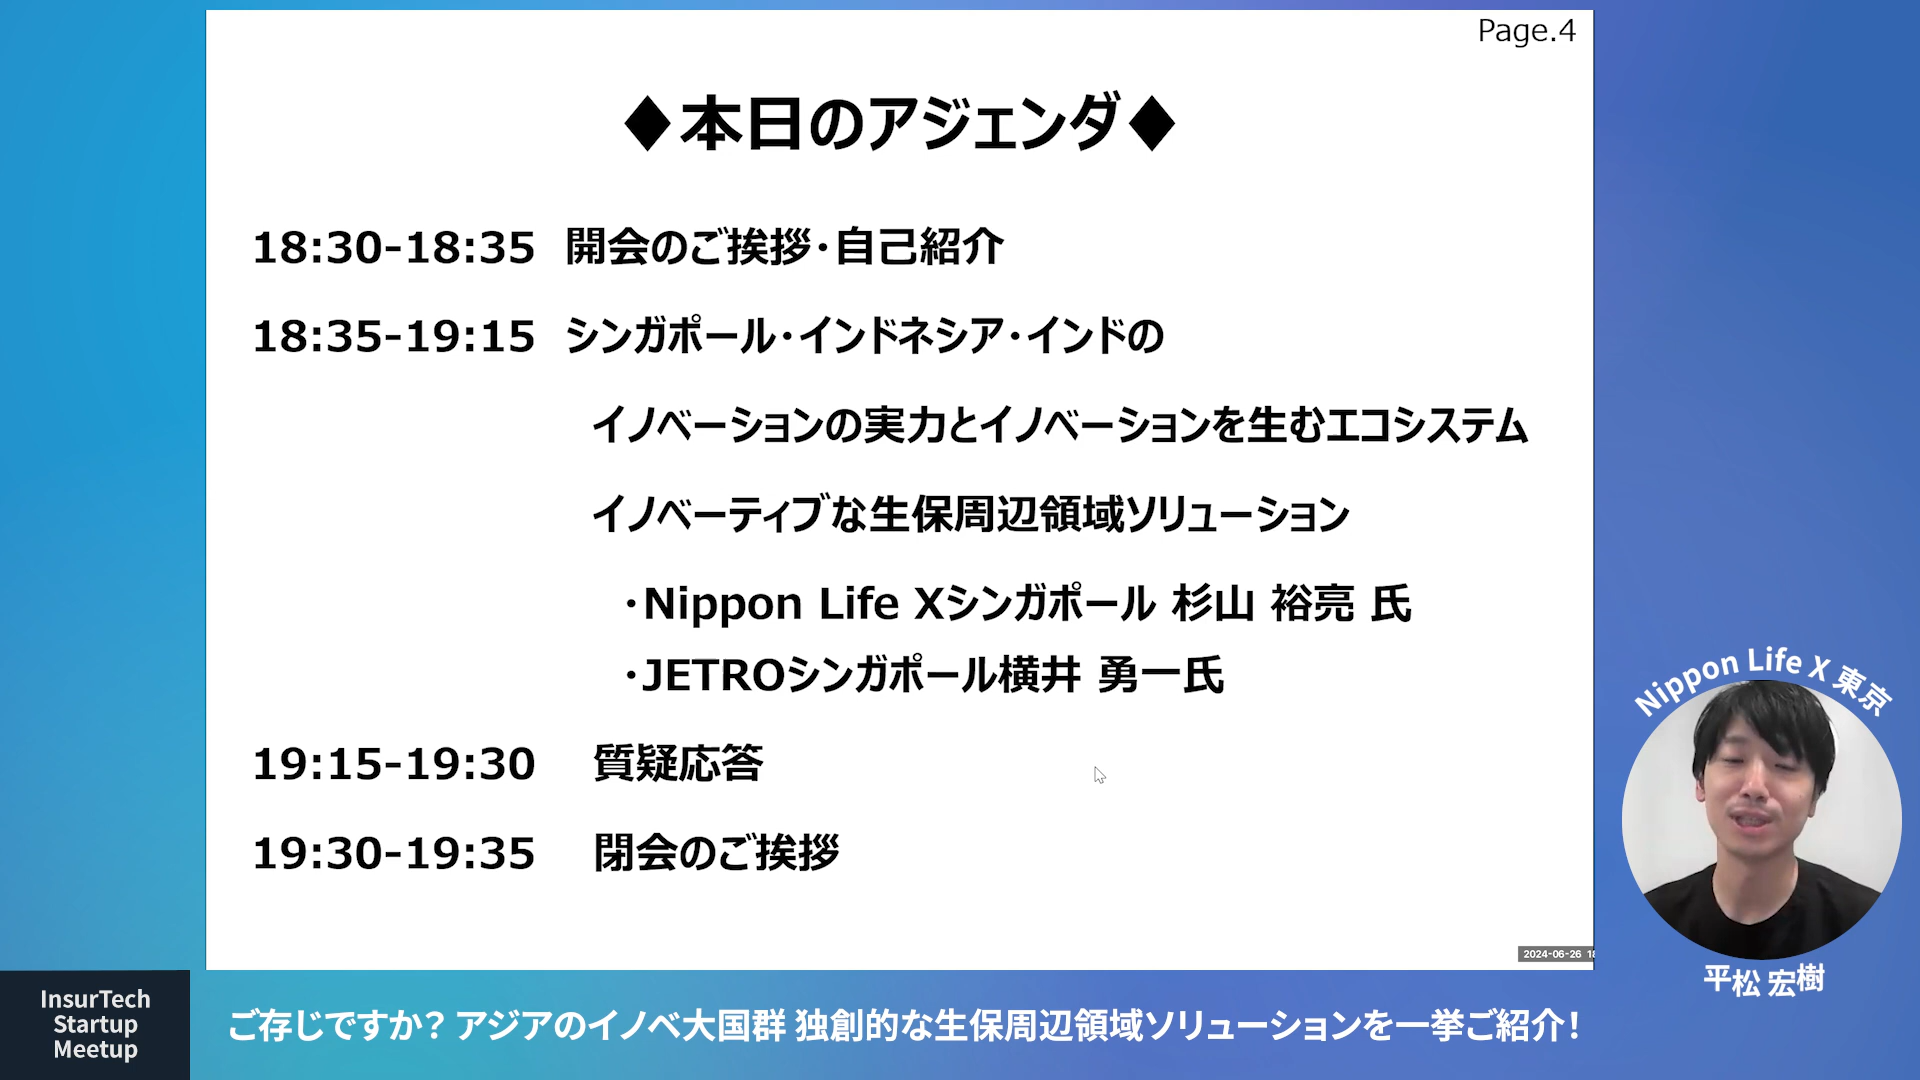 Page.4
◆本日のアジェンダ◆
18:30-18:35 開会のご挨拶・自己紹介
18:35-19:15 シンガポール・インドネシア・インドの
イノベーションの実力とイノベーションを生むエコシステム
イノベーティブな生保周辺領域ソリューション
・Nippon Life Xシンガポール 杉山 裕亮 氏
・JETROシンガポール横井 勇一氏
19:15-19:30 質疑応答
19:30-19:35 閉会のご挨拶
2024-06-26
Nippon Life X 東京
平松 宏樹
InsurTech
Startup
Meetup
ご存じですか？ アジアのイノベ大国群 独創的な生保周辺領域ソリューションを一挙ご紹介！